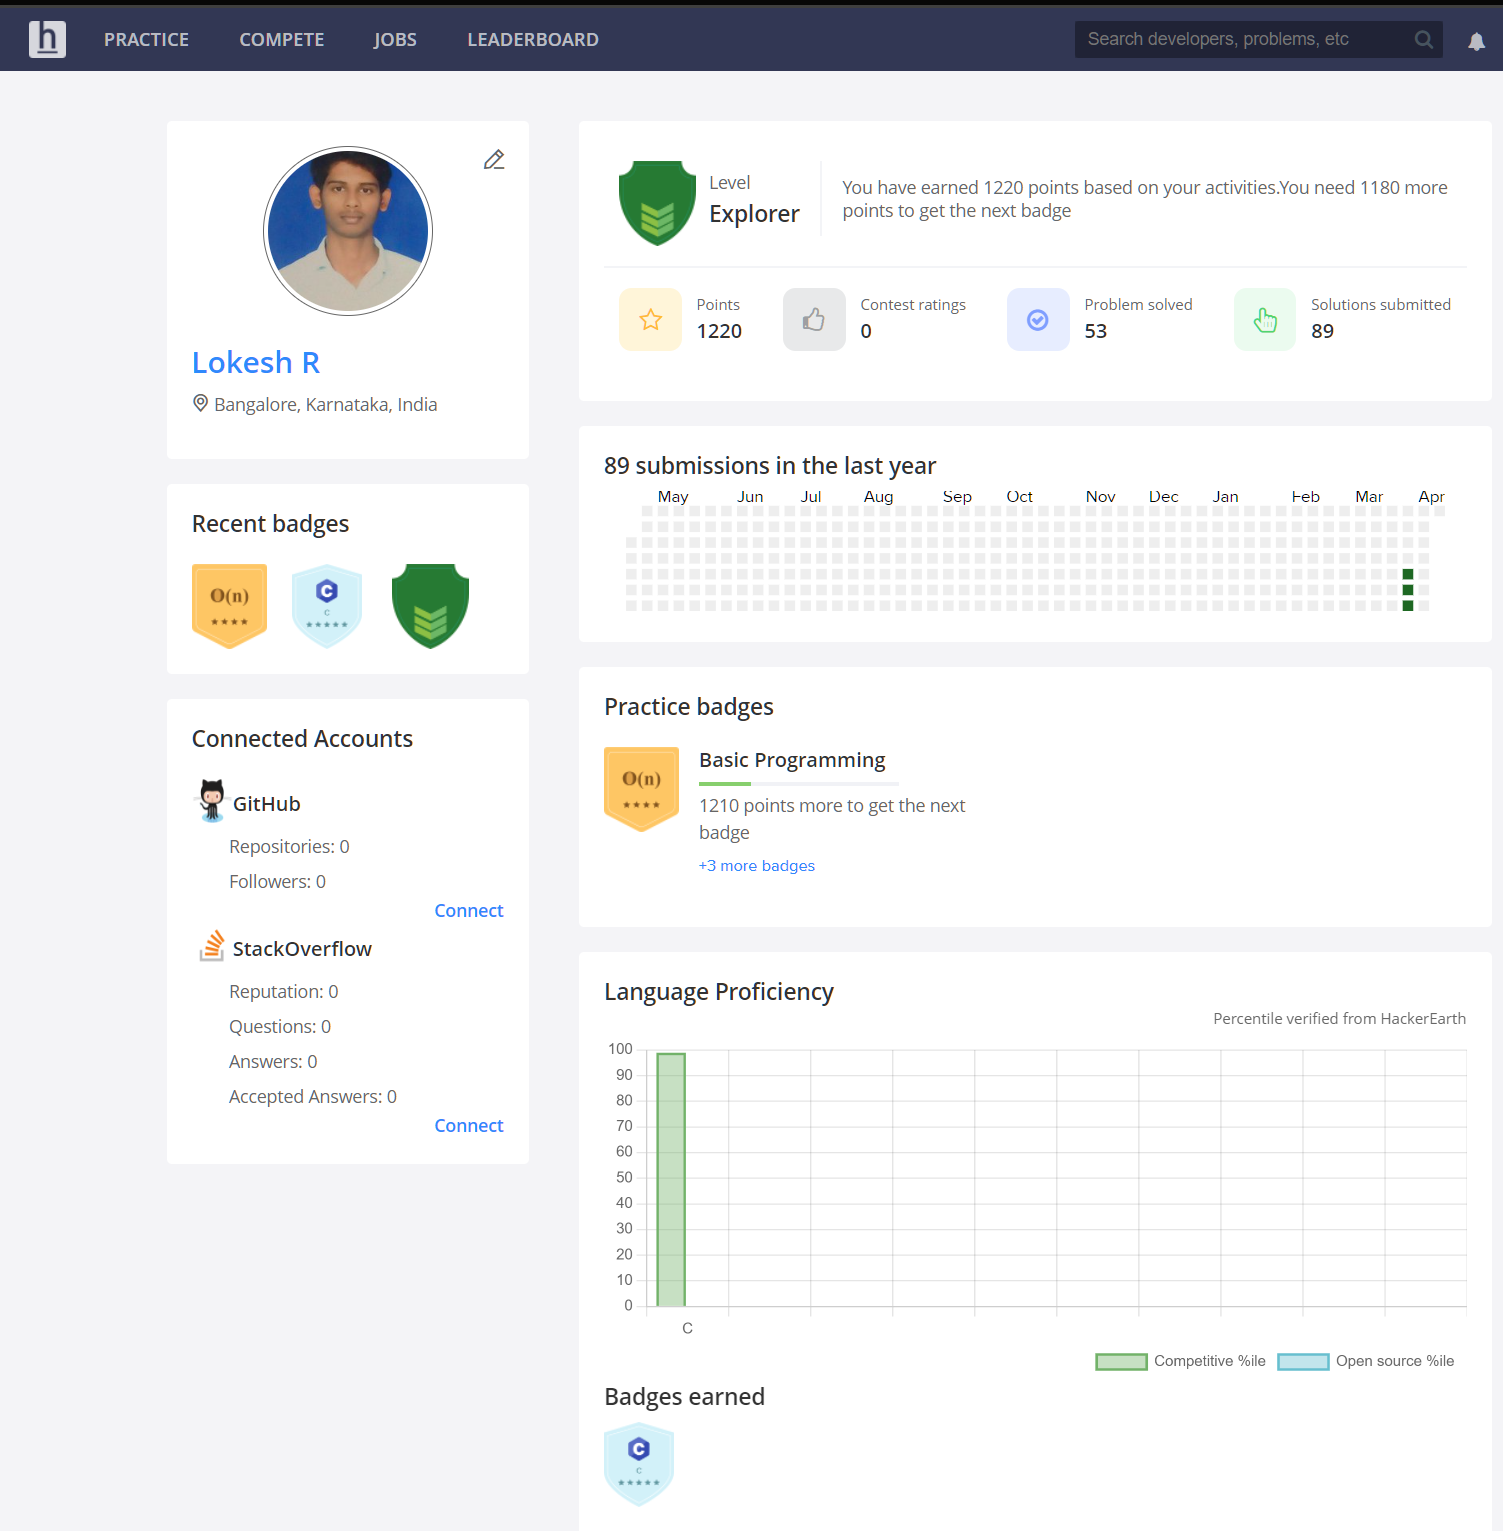 h PRACTICE COMPETE JOBS LEADERBOARD Search developers, problems, etc
Lokesh R
Bangalore, Karnataka, India
Recent badges
O(n)
C
C
Connected Accounts
GitHub
Repositories: 0
Followers: 0
Connect
StackOverflow
Reputation: 0
Questions: 0
Answers: 0
Accepted Answers: 0
Connect
Level
Explorer
You have earned 1220 points based on your activities.You need 1180 more
points to get the next badge
Points
1220
Contest ratings
0
Problem solved
53
Solutions submitted
89
89 submissions in the last year
May Jun Jul Aug Sep Oct Nov Dec Jan Feb Mar Apr
Practice badges
O(n)
Basic Programming
1210 points more to get the next
badge
+3 more badges
Language Proficiency
Percentile verified from HackerEarth
100
90
80
70
60
50
40
30
20
10
0
C
Competitive %ile Open source %ile
Badges earned
C
C